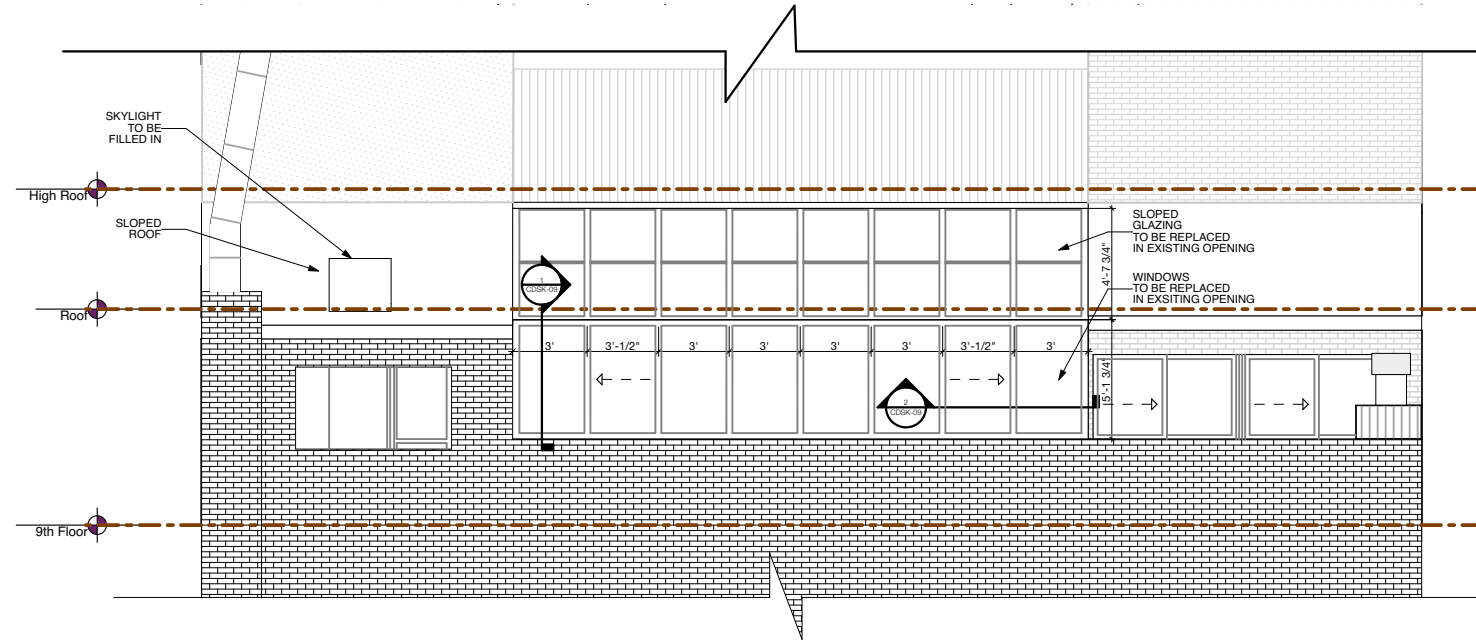 SKYLIGHT
TO BE
FILLED IN
High Roof
SLOPED
ROOF
SLOPED
GLAZING
TO BE REPLACED
IN EXISTING OPENING
4'-7 3/4"
WINDOWS
TO BE REPLACED
IN EXSITING OPENING
1
CDSK-09
Roof
3' 3'-1/2" 3' 3' 3' 3' 3'-1/2" 3'
5'-1 3/4"
2
CDSK-09
9th Floor